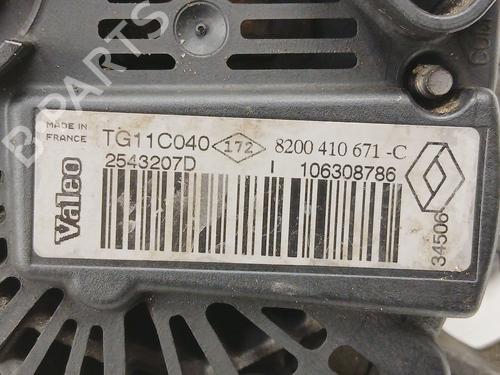 B-PARTS
MADE IN
FRANCE
TG11C040 172 8200 410 671 -C
2543207D I 106308786
Valeo
34506